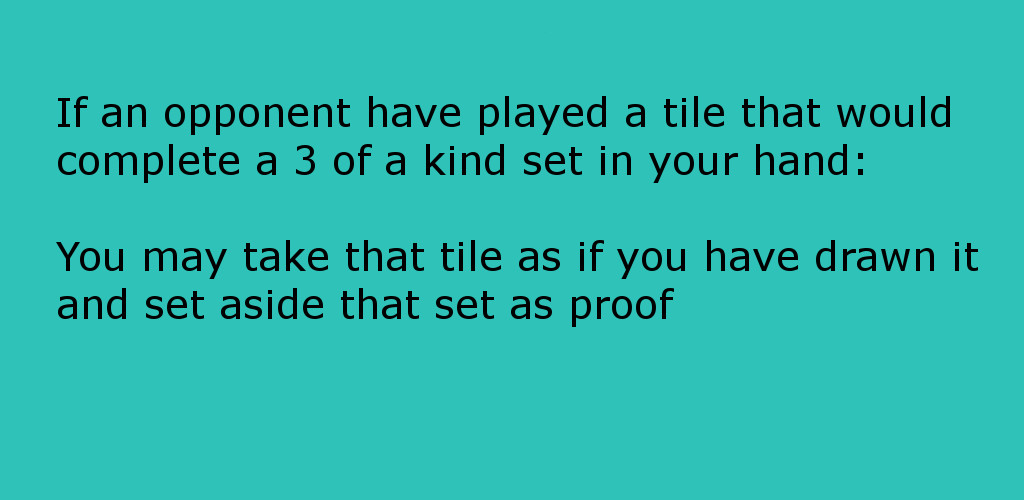 If an opponent have played a tile that would
complete a 3 of a kind set in your hand:
You may take that tile as if you have drawn it
and set aside that set as proof